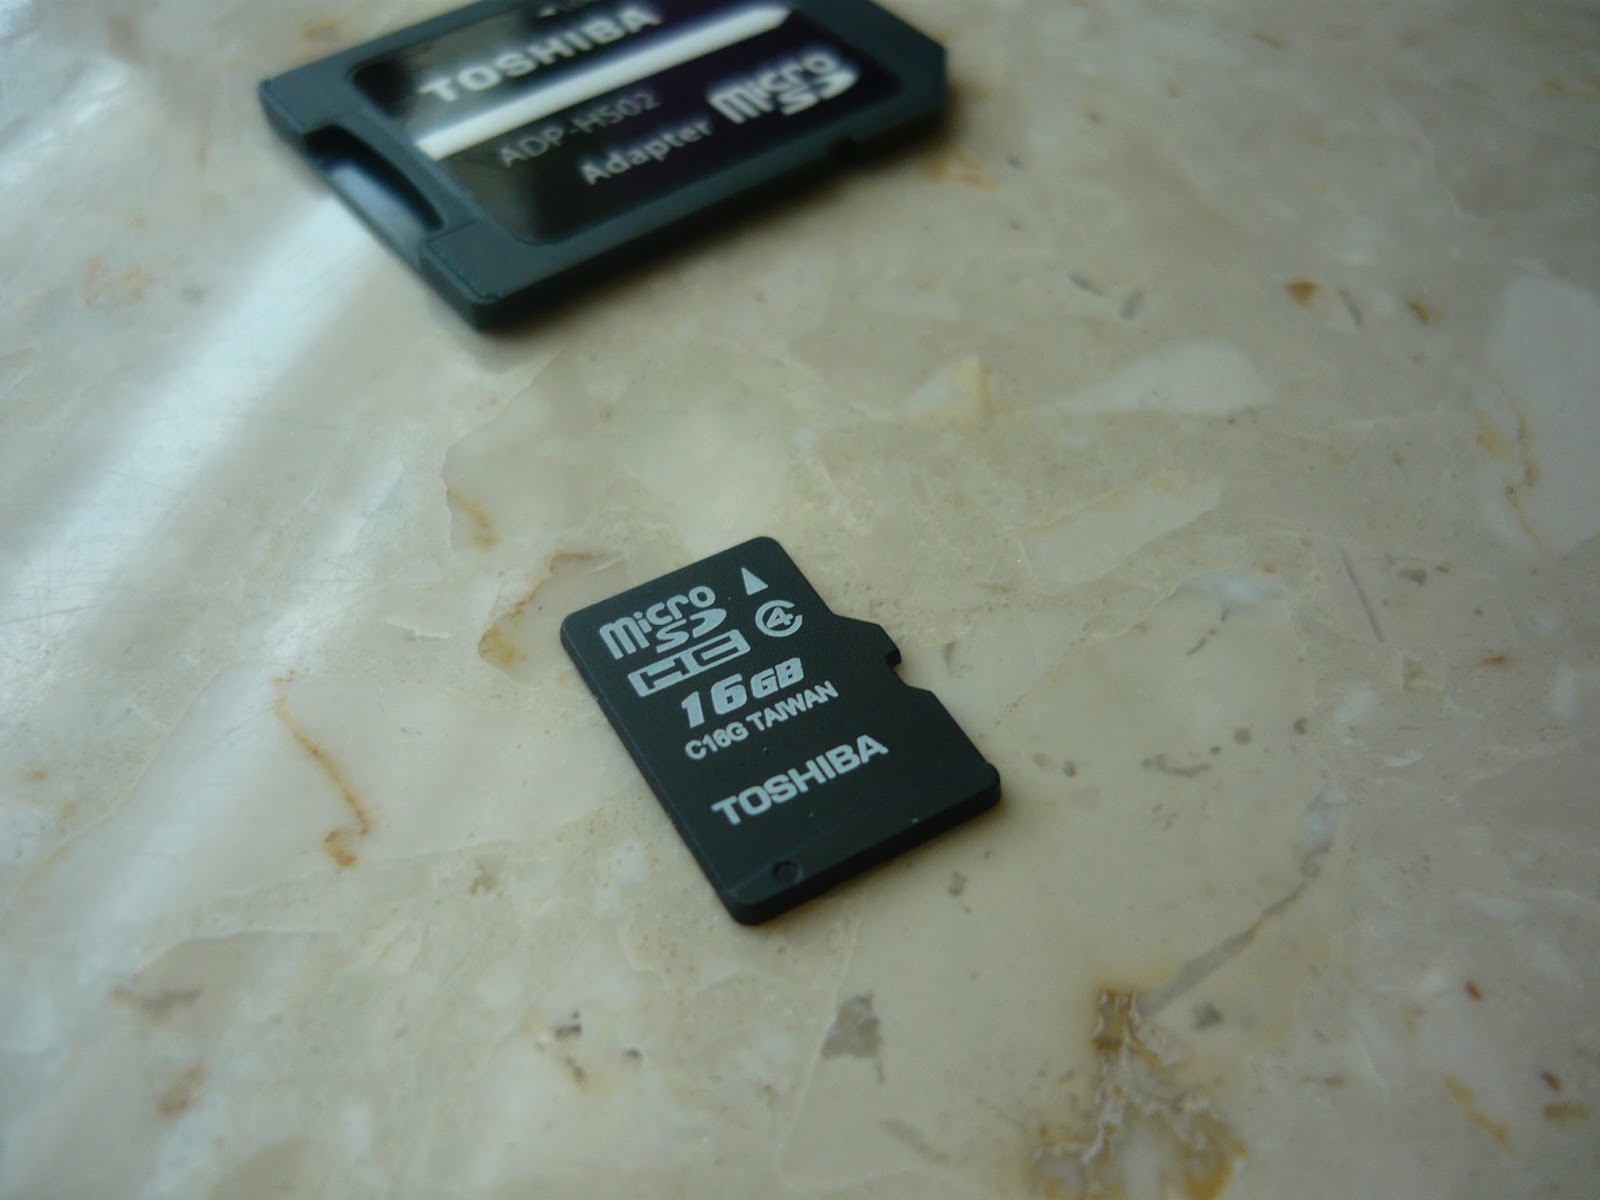 TOSHIBA
ADP-HS02
Adapter
micro
SD
micro
SD
HC
4
16GB
C16G TAIWAN
TOSHIBA